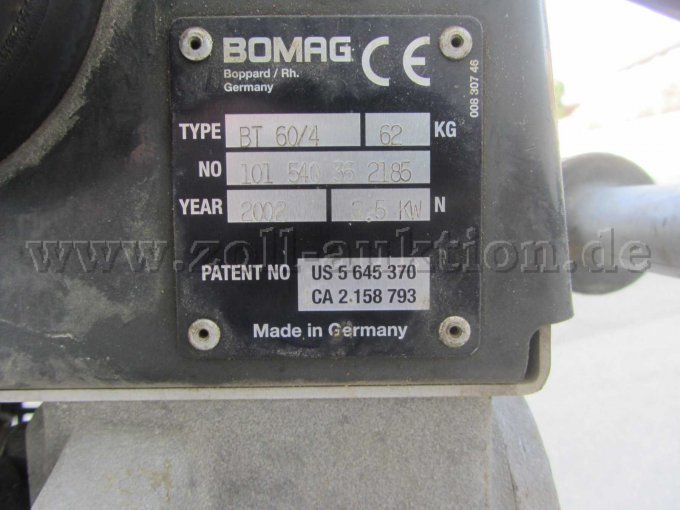 BOMAG CE
Boppard / Rh.
Germany
008 307 46
TYPE BT 60/4 62 KG
NO 101 540 36 2185
YEAR 2002 3,5 KW N
www.zoll-auktion.de
PATENT NO US 5 645 370
CA 2.158 793
Made in Germany